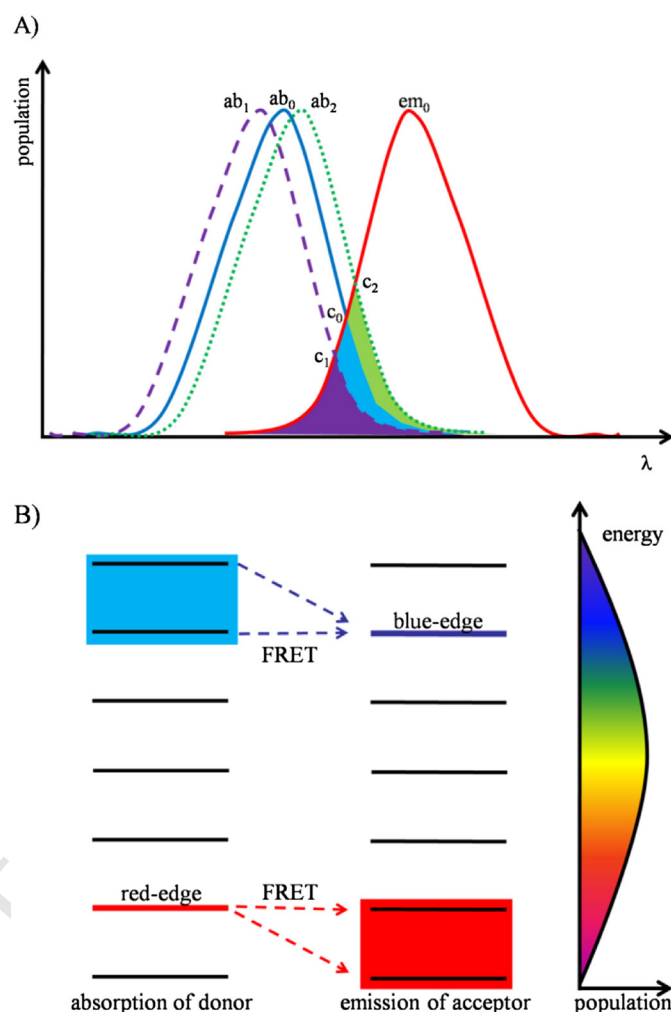 A)
population
ab₁ ab₀ ab₂ em₀
c₂
c₀
c₁
λ
B)
energy
blue-edge
FRET
red-edge FRET
absorption of donor emission of acceptor population